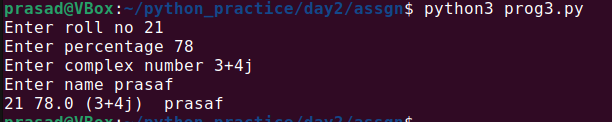 prasad@VBox:~/python_practice/day2/assgn$ python3 prog3.py
Enter roll no 21
Enter percentage 78
Enter complex number 3+4j
Enter name prasaf
21 78.0 (3+4j)  prasaf
prasad@VBox:~/python_practice/day2/assgn$